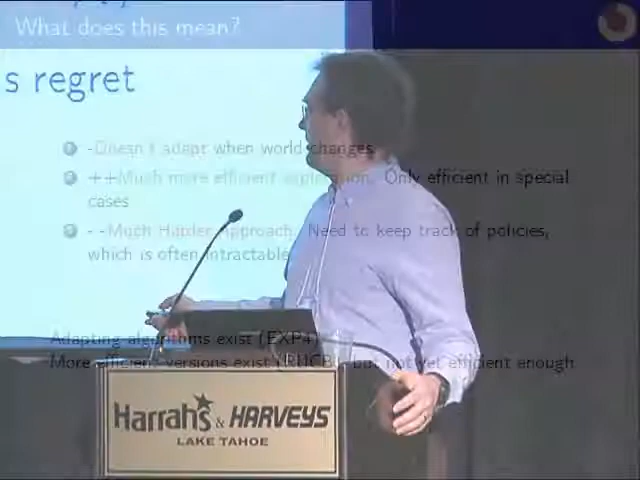 What does this mean?
s regret
-Doesn't adapt when world changes.
++Much more efficient exploration. Only efficient in special
cases
--Much Harder Approach. Need to keep track of policies,
which is often intractable.
Adapting algorithms exist (EXP4)
More efficient versions exist but not yet efficient enough
Harrah's & HARVEYS
LAKE TAHOE